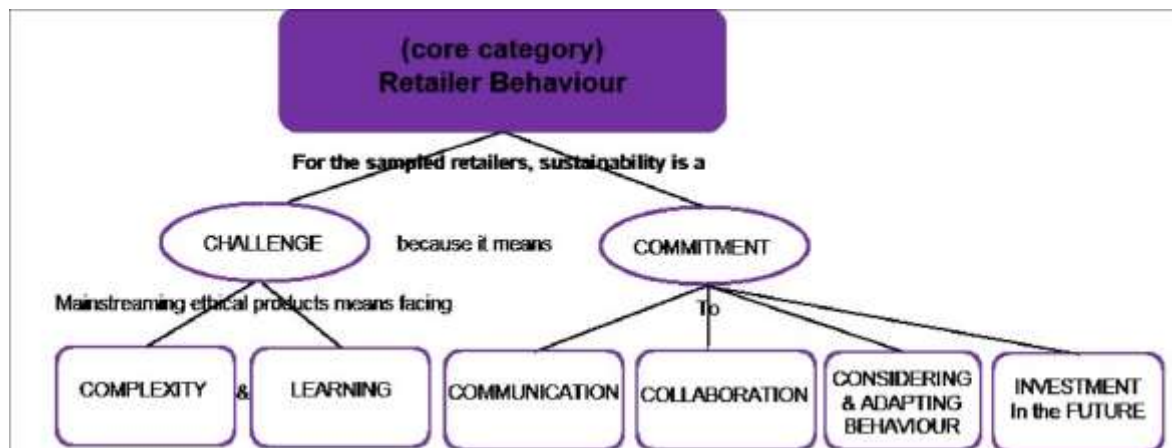 (core category)
Retailer Behaviour
For the sampled retailers, sustainability is a
CHALLENGE
because it means
COMMITMENT
Mainstreaming ethical products means facing
To
COMPLEXITY
&
LEARNING
COMMUNICATION
COLLABORATION
CONSIDERING
& ADAPTING
BEHAVIOUR
INVESTMENT
In the FUTURE